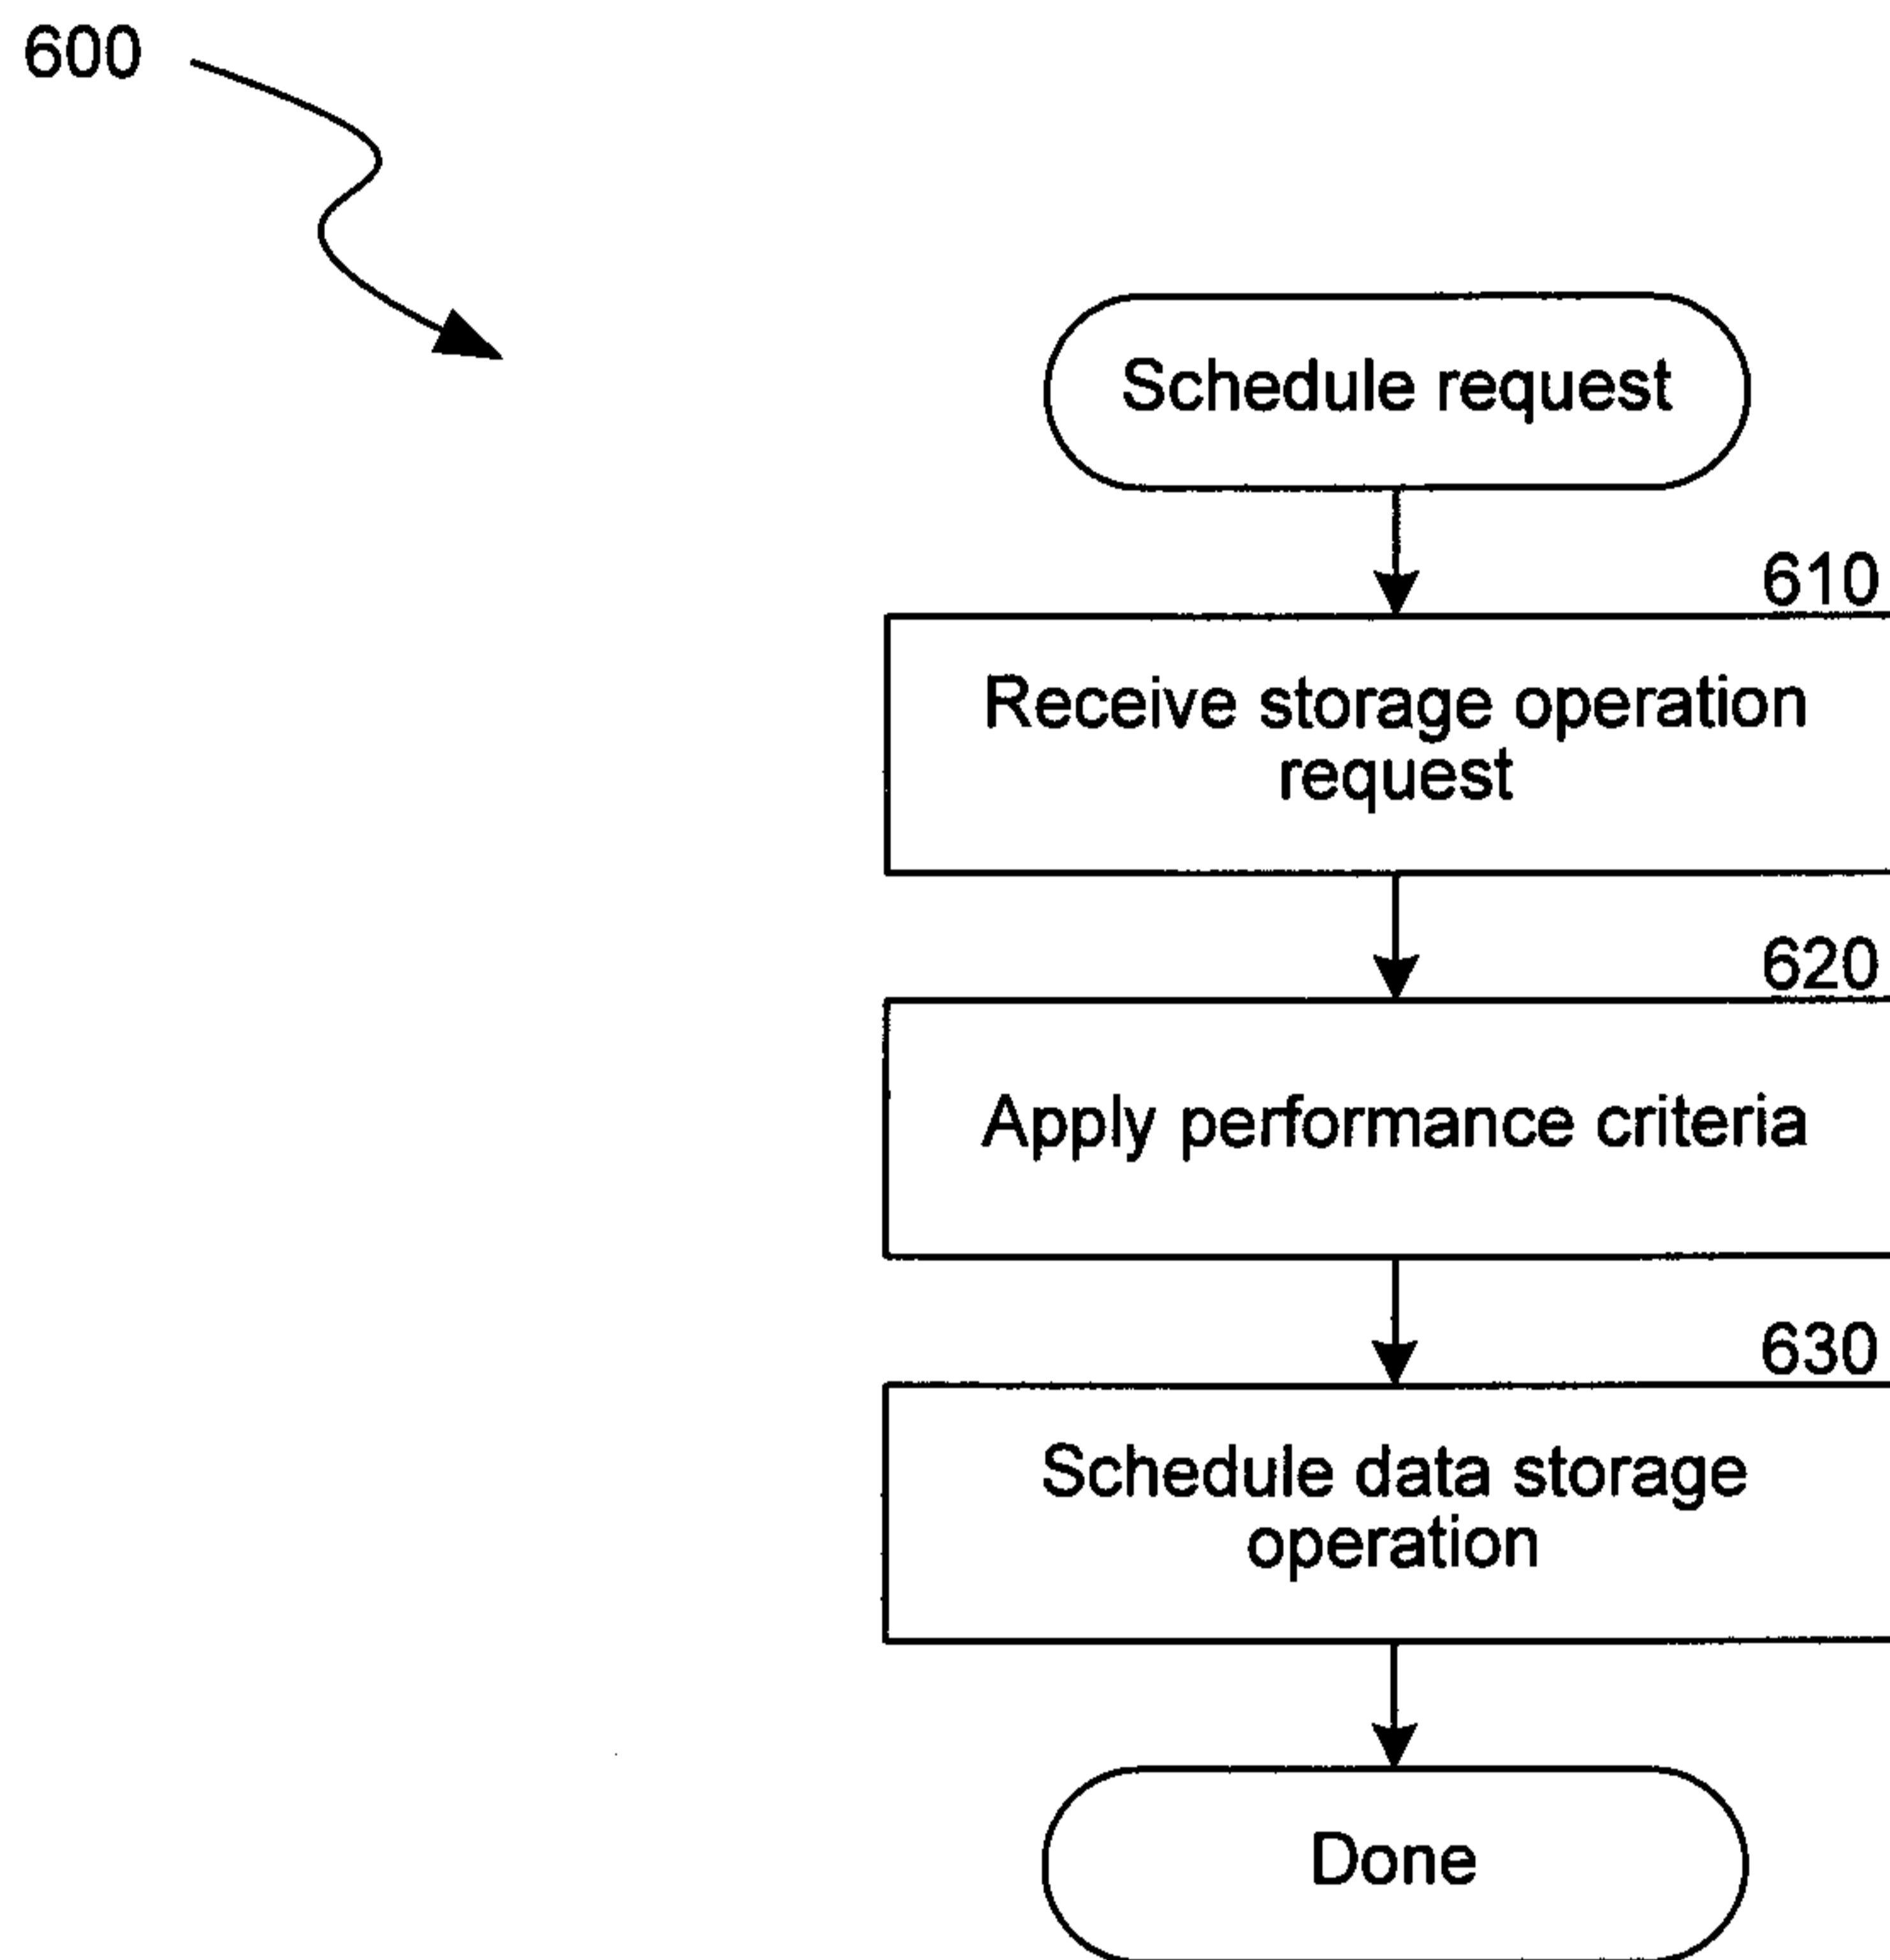 600
Schedule request
610
Receive storage operation
request
620
Apply performance criteria
630
Schedule data storage
operation
Done